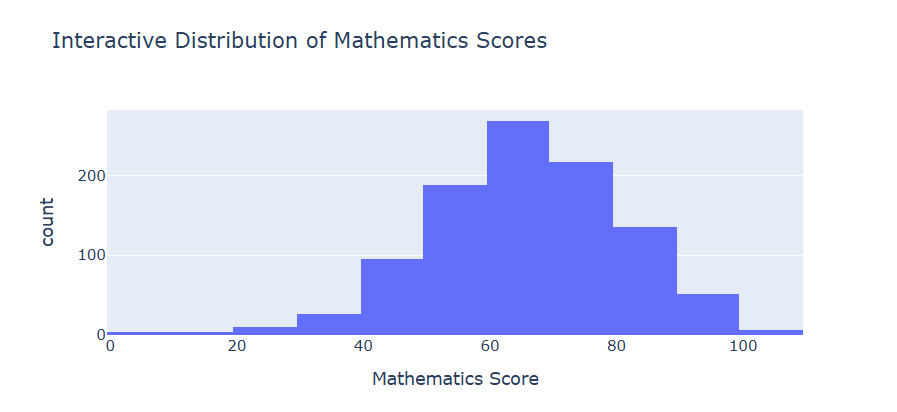 Interactive Distribution of Mathematics Scores
200
100
0
count
0 20 40 60 80 100
Mathematics Score